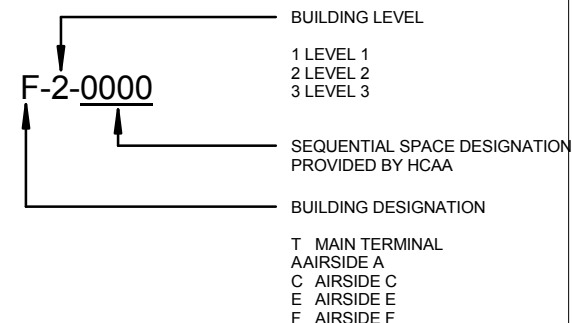 BUILDING LEVEL
1 LEVEL 1
2 LEVEL 2
3 LEVEL 3
F-2-0000
SEQUENTIAL SPACE DESIGNATION
PROVIDED BY HCAA
BUILDING DESIGNATION
T MAIN TERMINAL
AAIRSIDE A
C AIRSIDE C
E AIRSIDE E
F AIRSIDE F